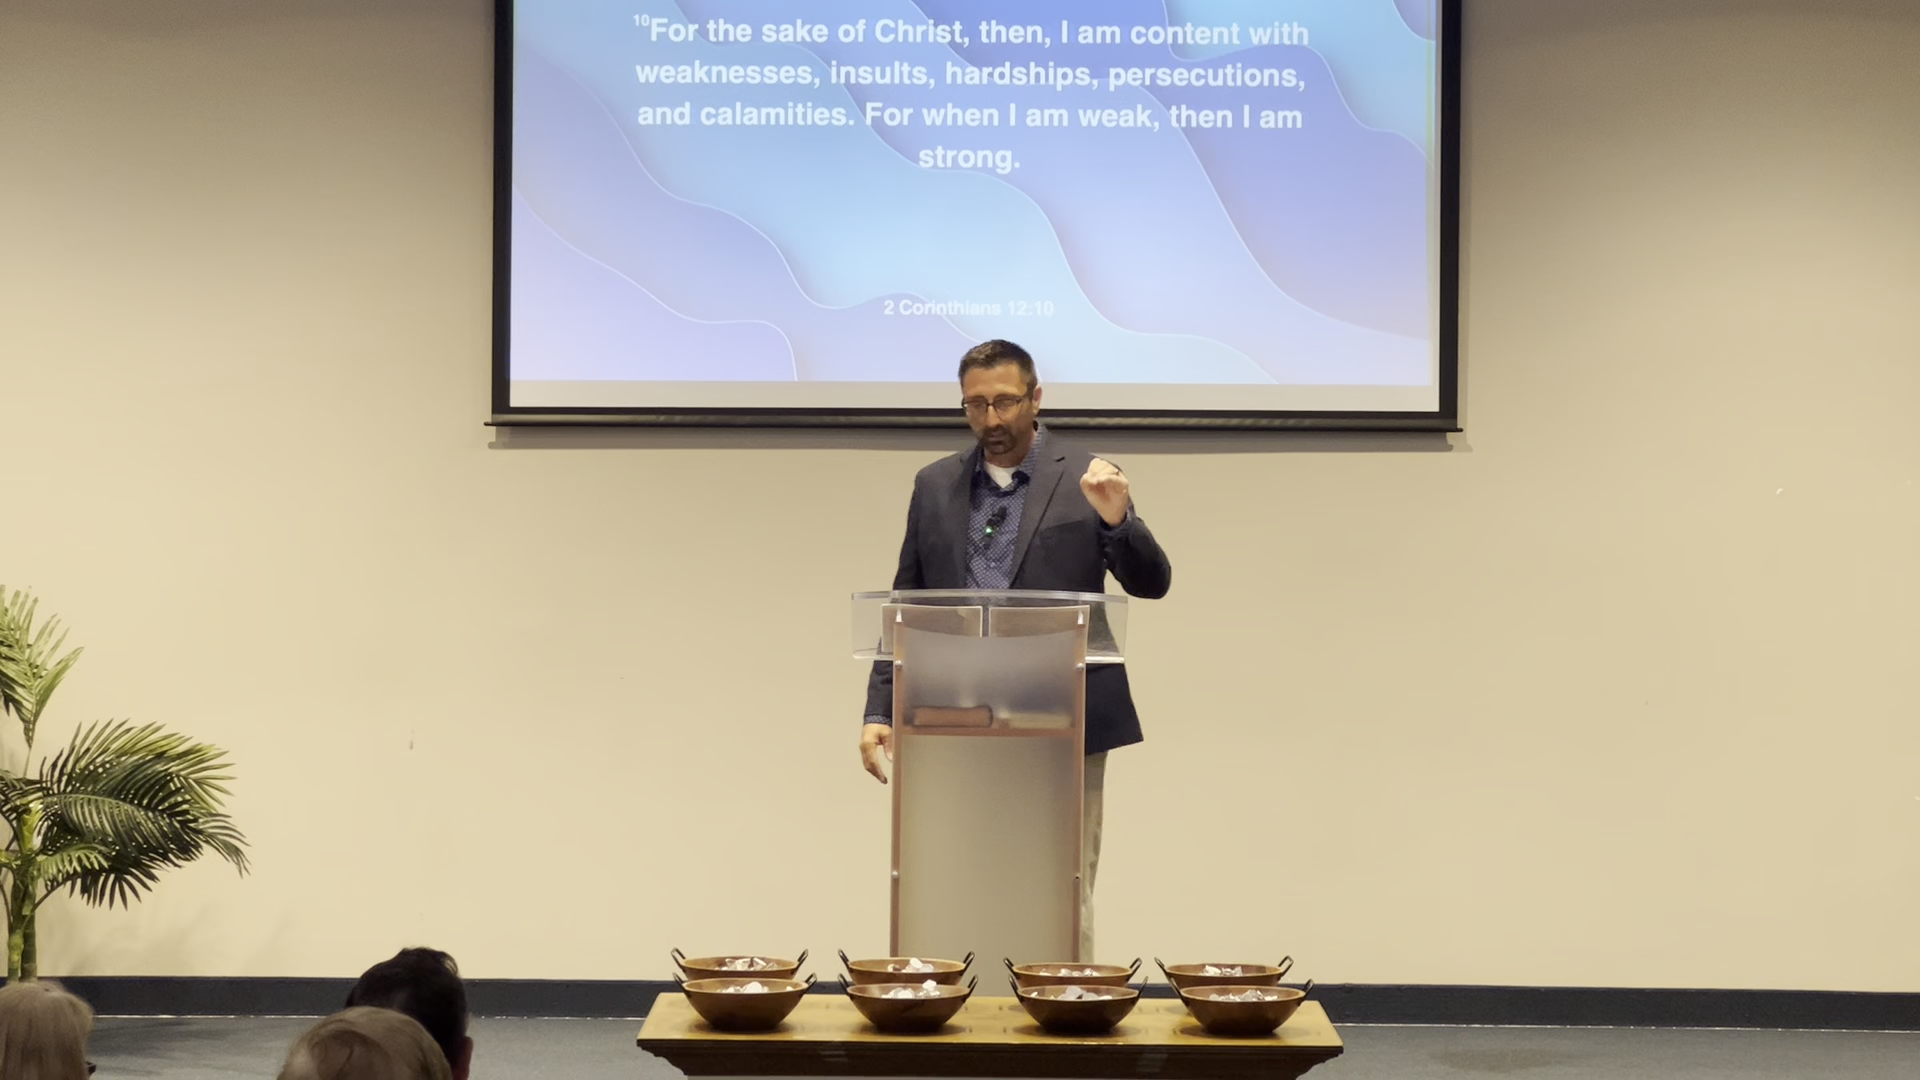 ¹⁰For the sake of Christ, then, I am content with
weaknesses, insults, hardships, persecutions,
and calamities. For when I am weak, then I am
strong.
2 Corinthians 12:10